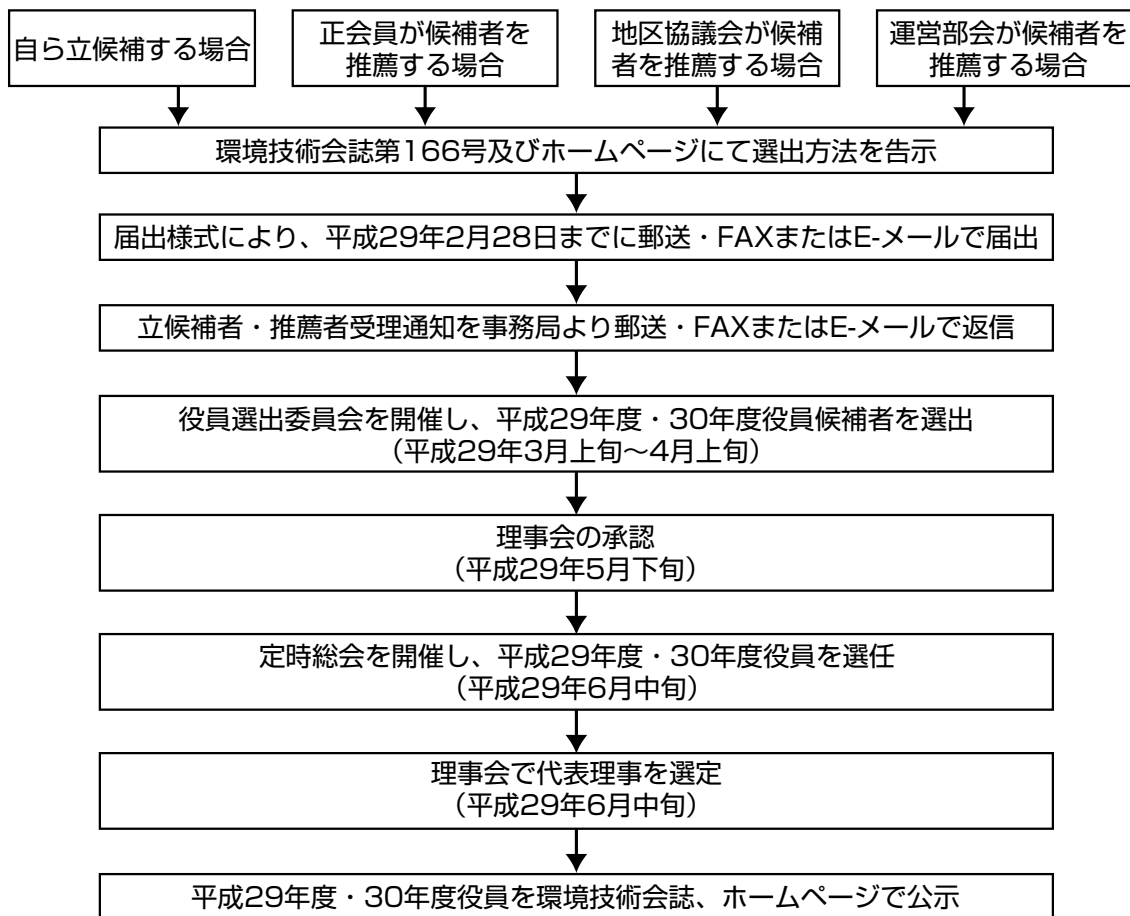 自ら立候補する場合
正会員が候補者を
推薦する場合
地区協議会が候補
者を推薦する場合
運営部会が候補者を
推薦する場合
環境技術会誌第166号及びホームページにて選出方法を告示
届出様式により、平成29年2月28日までに郵送・FAXまたはE-メールで届出
立候補者・推薦者受理通知を事務局より郵送・FAXまたはE-メールで返信
役員選出委員会を開催し、平成29年度・30年度役員候補者を選出
（平成29年3月上旬～4月上旬）
理事会の承認
（平成29年5月下旬）
定時総会を開催し、平成29年度・30年度役員を選任
（平成29年6月中旬）
理事会で代表理事を選定
（平成29年6月中旬）
平成29年度・30年度役員を環境技術会誌、ホームページで公示